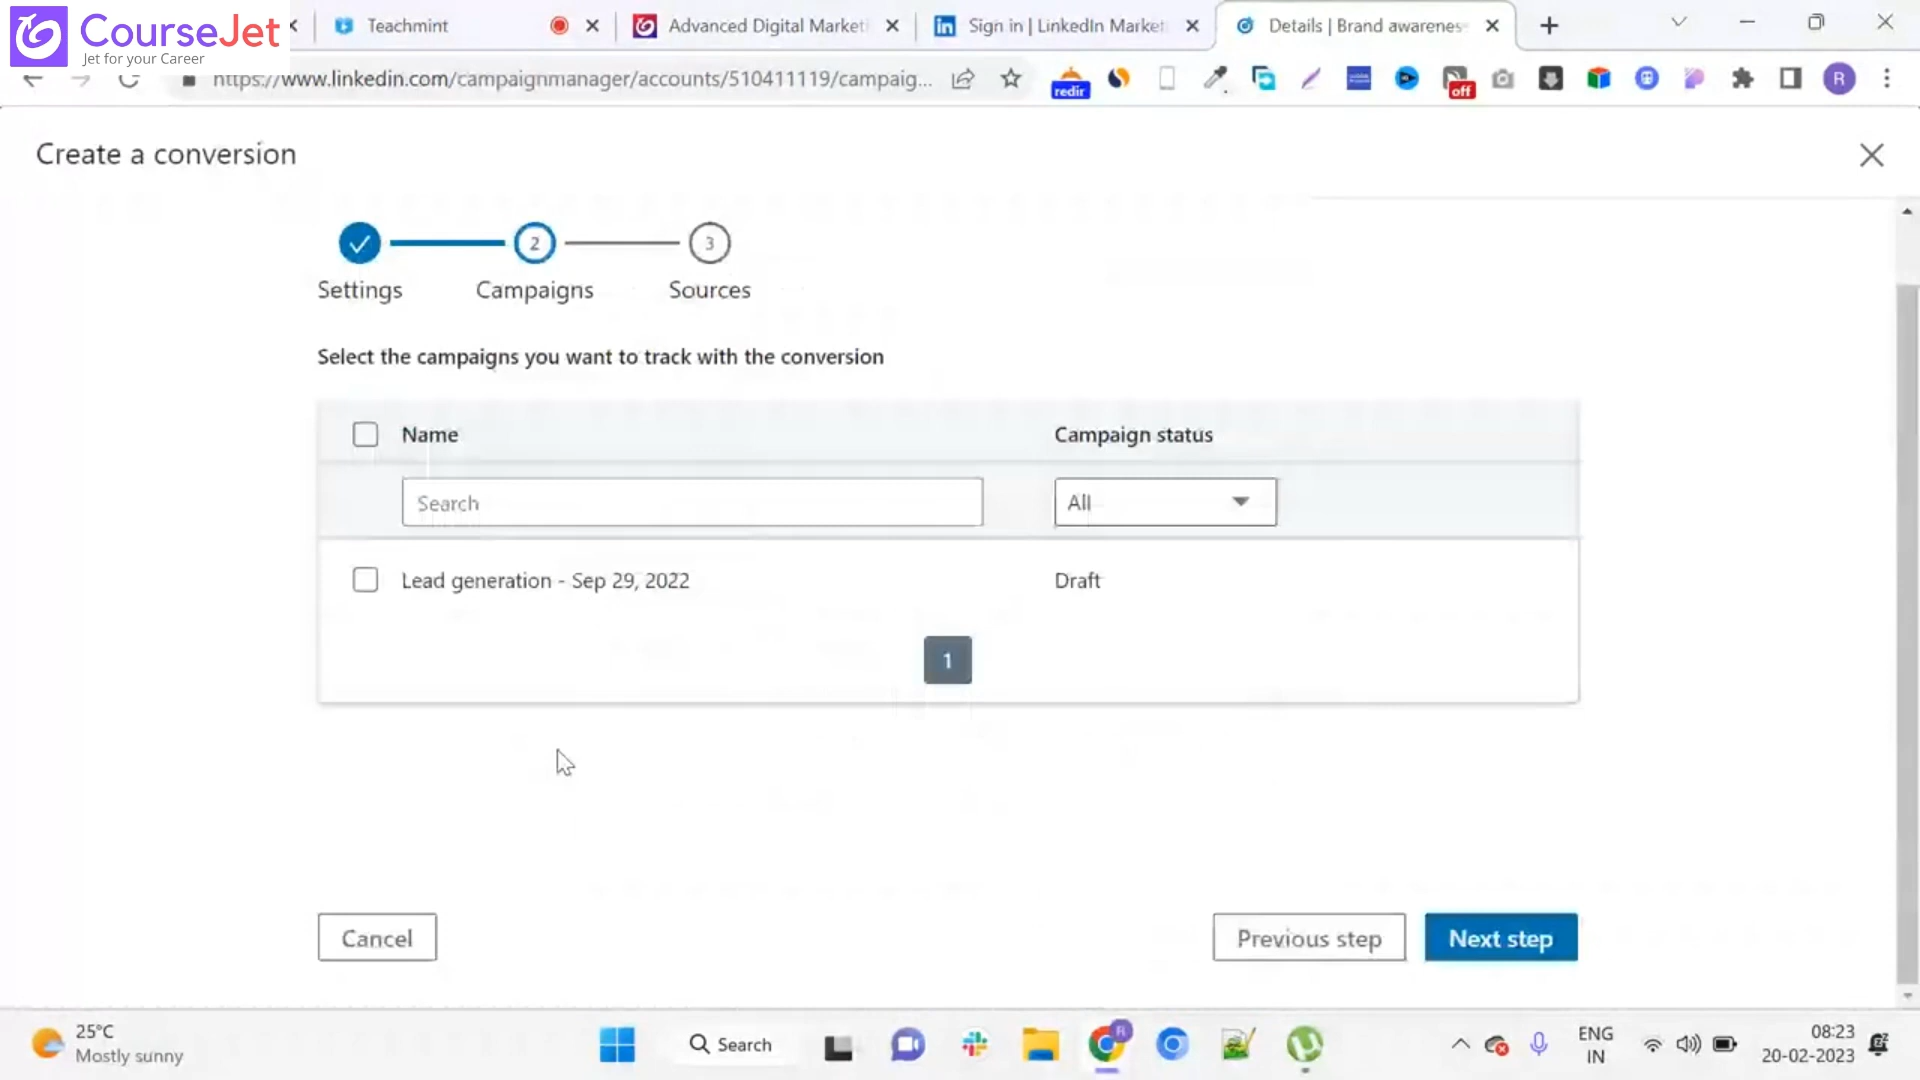 CourseJet
Jet for your Career
Teachmint
Advanced Digital Market
Sign in | LinkedIn Market
Details | Brand awareness
https://www.linkedin.com/campaignmanager/accounts/510411119/campaig...
redir
off
R
Create a conversion
2
3
Settings
Campaigns
Sources
Select the campaigns you want to track with the conversion
Name
Campaign status
Search
All
Lead generation - Sep 29, 2022
Draft
1
Cancel
Previous step
Next step
25°C
Mostly sunny
Search
R
ENG
IN
08:23
20-02-2023